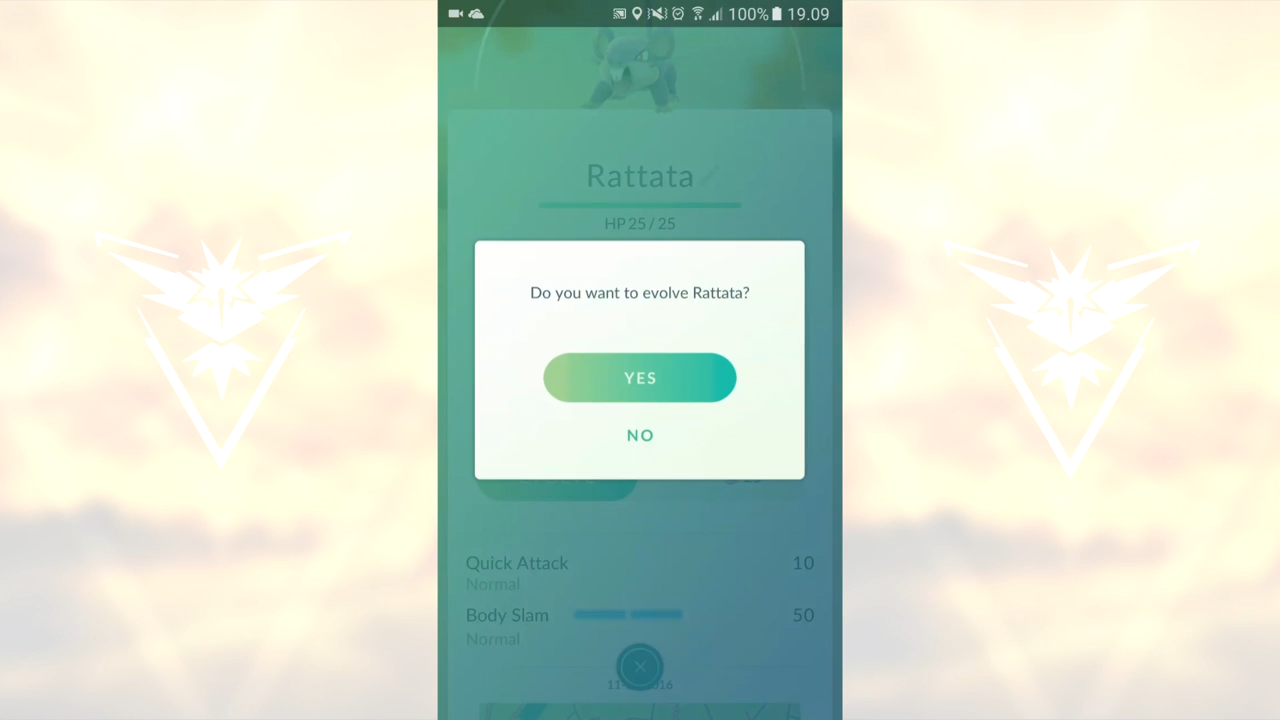 100% 19.09
Rattata
HP 25 / 25
Do you want to evolve Rattata?
YES
NO
Quick Attack 10
Normal
Body Slam 50
Normal